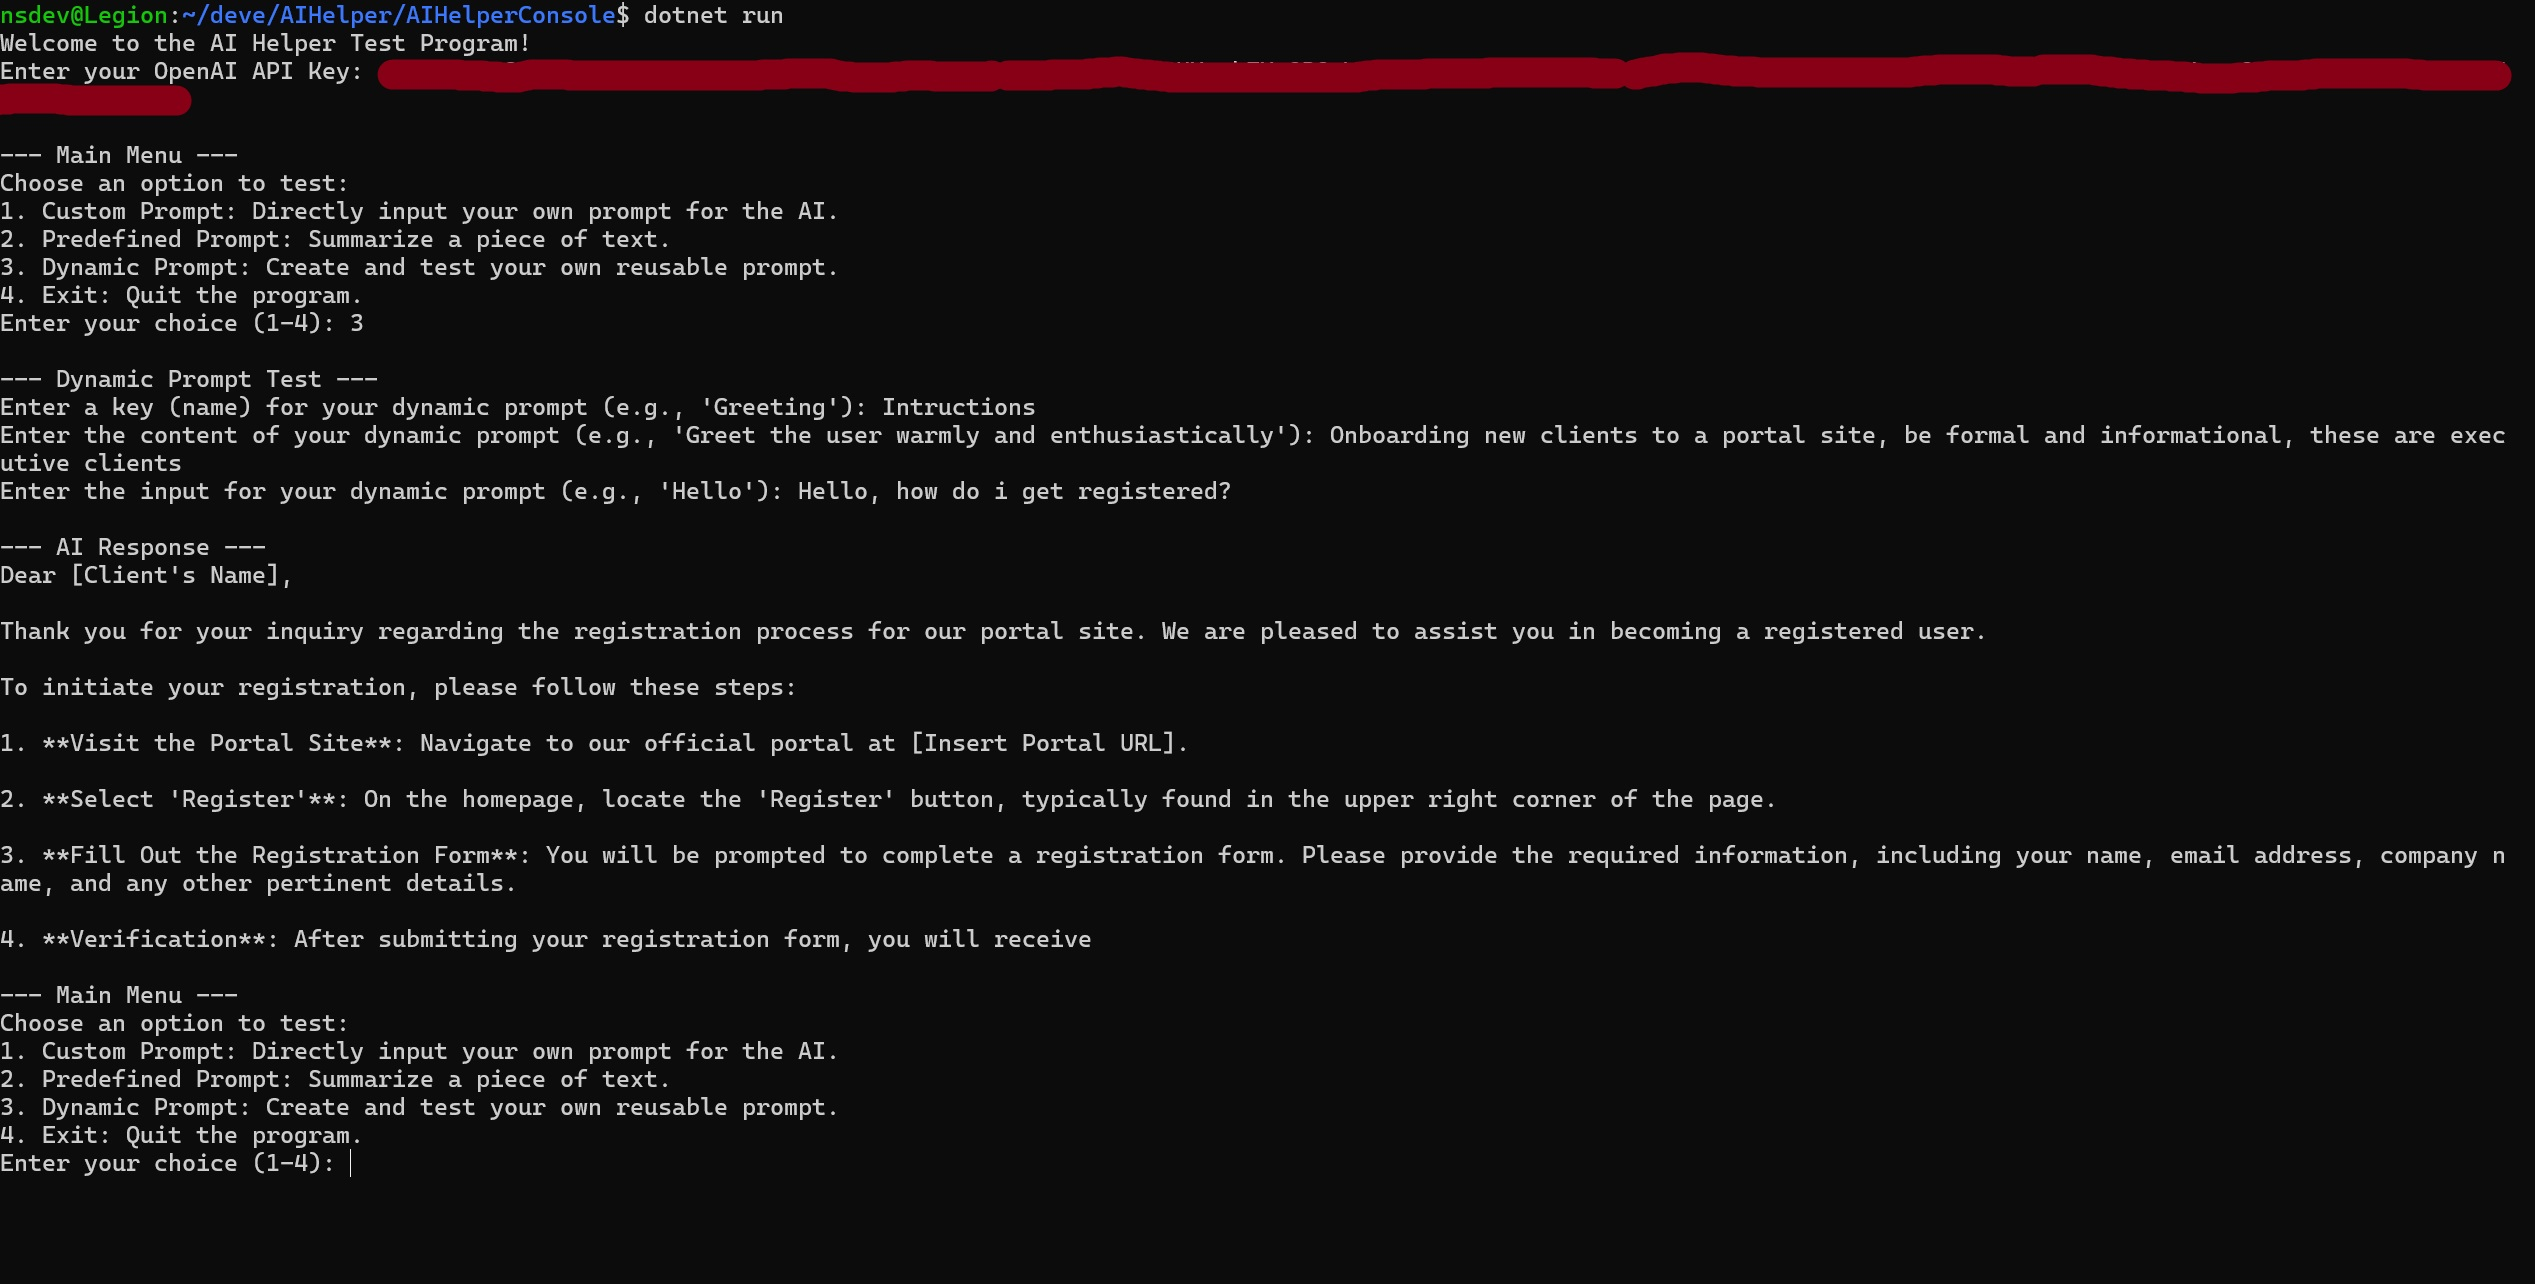 nsdev@Legion:~/deve/AIHelper/AIHelperConsole$ dotnet run
Welcome to the AI Helper Test Program!
Enter your OpenAI API Key:
--- Main Menu ---
Choose an option to test:
1. Custom Prompt: Directly input your own prompt for the AI.
2. Predefined Prompt: Summarize a piece of text.
3. Dynamic Prompt: Create and test your own reusable prompt.
4. Exit: Quit the program.
Enter your choice (1-4): 3
--- Dynamic Prompt Test ---
Enter a key (name) for your dynamic prompt (e.g., 'Greeting'): Intructions
Enter the content of your dynamic prompt (e.g., 'Greet the user warmly and enthusiastically'): Onboarding new clients to a portal site, be formal and informational, these are exec
utive clients
Enter the input for your dynamic prompt (e.g., 'Hello'): Hello, how do i get registered?
--- AI Response ---
Dear [Client's Name],
Thank you for your inquiry regarding the registration process for our portal site. We are pleased to assist you in becoming a registered user.
To initiate your registration, please follow these steps:
1. **Visit the Portal Site**: Navigate to our official portal at [Insert Portal URL].
2. **Select 'Register'**: On the homepage, locate the 'Register' button, typically found in the upper right corner of the page.
3. **Fill Out the Registration Form**: You will be prompted to complete a registration form. Please provide the required information, including your name, email address, company n
ame, and any other pertinent details.
4. **Verification**: After submitting your registration form, you will receive
--- Main Menu ---
Choose an option to test:
1. Custom Prompt: Directly input your own prompt for the AI.
2. Predefined Prompt: Summarize a piece of text.
3. Dynamic Prompt: Create and test your own reusable prompt.
4. Exit: Quit the program.
Enter your choice (1-4):